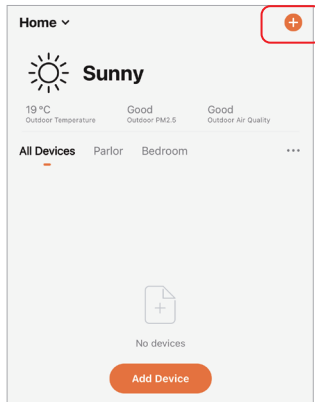 Home
Sunny
19 °C
Good
Good
Outdoor Temperature
Outdoor PM2.5
Outdoor Air Quality
All Devices Parlor Bedroom ...
No devices
Add Device